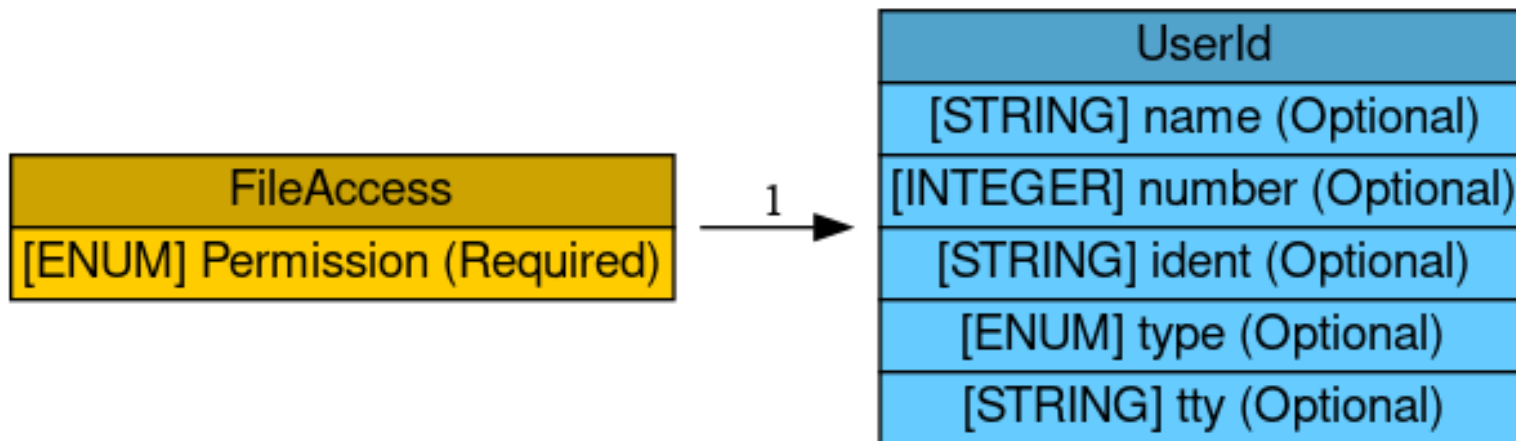 FileAccess
[ENUM] Permission (Required)
1
UserId
[STRING] name (Optional)
[INTEGER] number (Optional)
[STRING] ident (Optional)
[ENUM] type (Optional)
[STRING] tty (Optional)